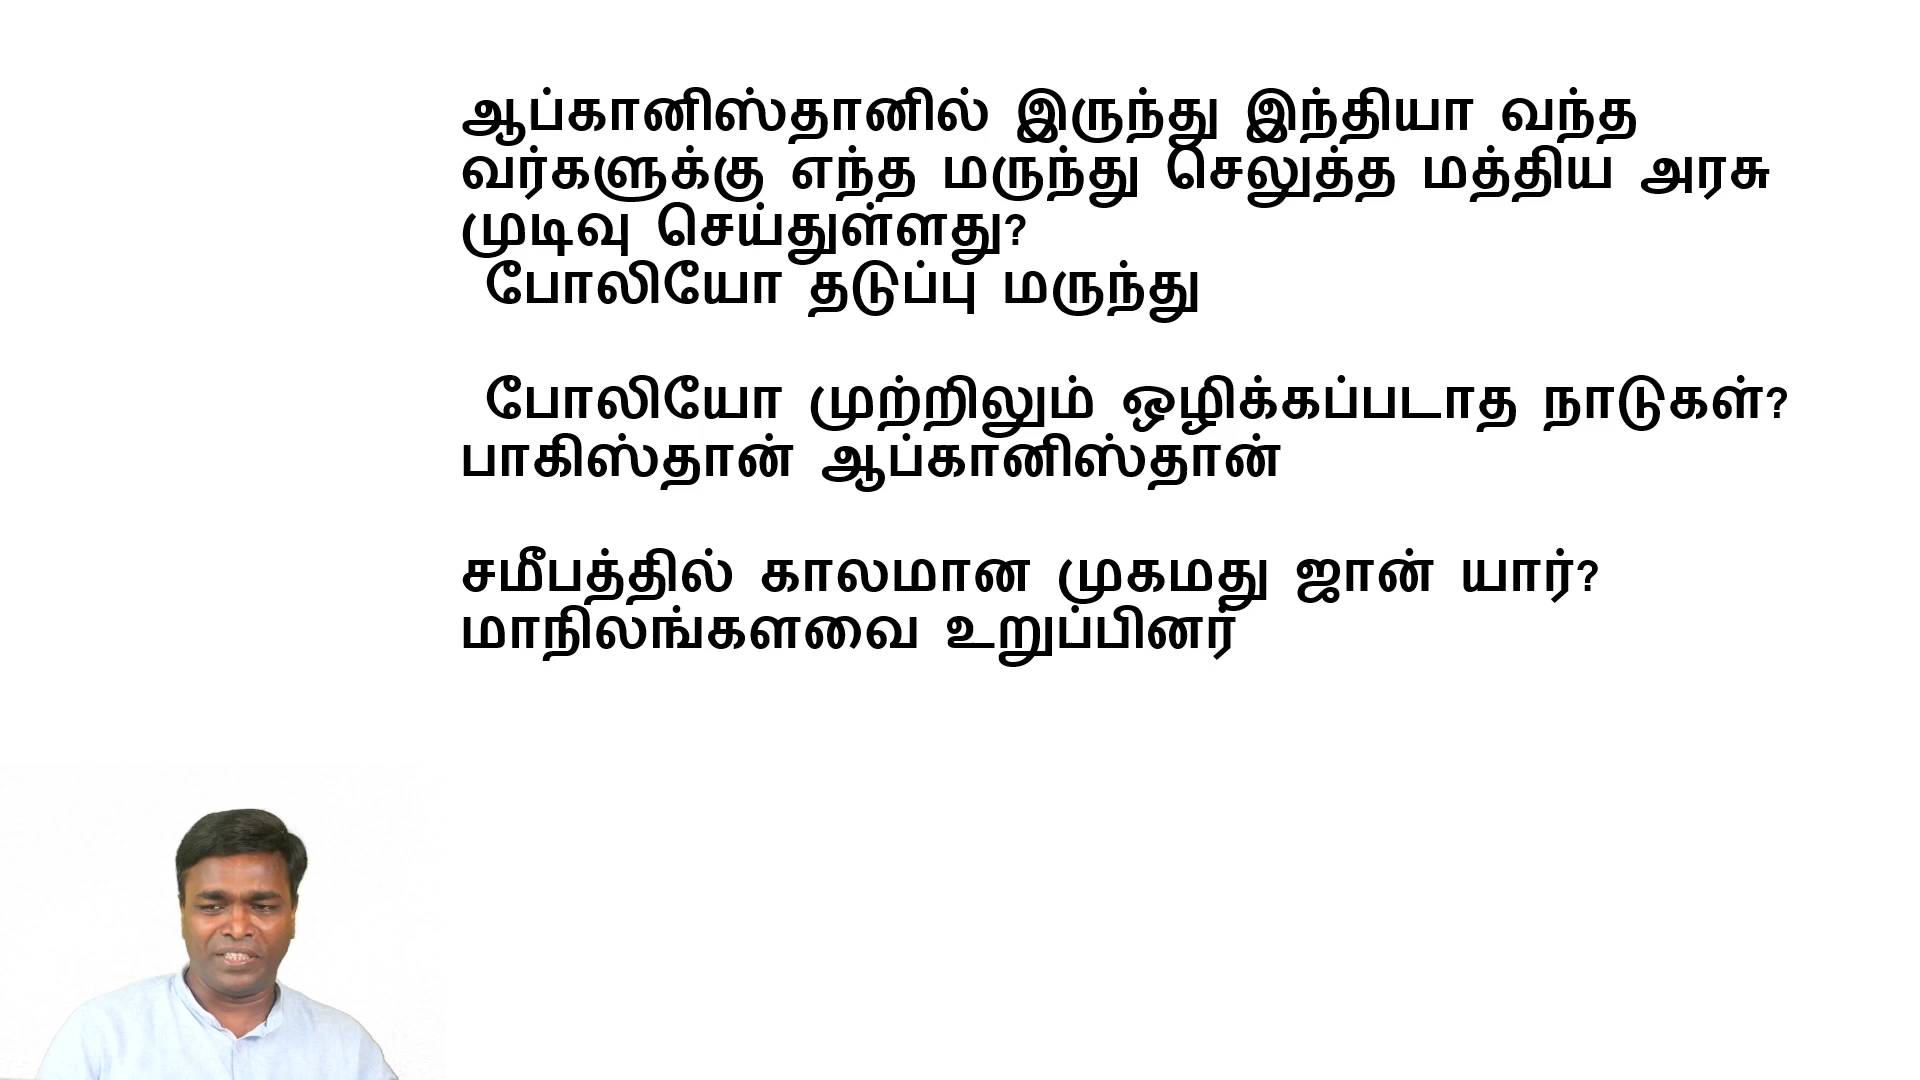 ஆப்கானிஸ்தானில் இருந்து இந்தியா வந்த
வர்களுக்கு எந்த மருந்து செலுத்த மத்திய அரசு
முடிவு செய்துள்ளது?
போலியோ தடுப்பு மருந்து
போலியோ முற்றிலும் ஒழிக்கப்படாத நாடுகள்?
பாகிஸ்தான் ஆப்கானிஸ்தான்
சமீபத்தில் காலமான முகமது ஜான் யார்?
மாநிலங்களவை உறுப்பினர்